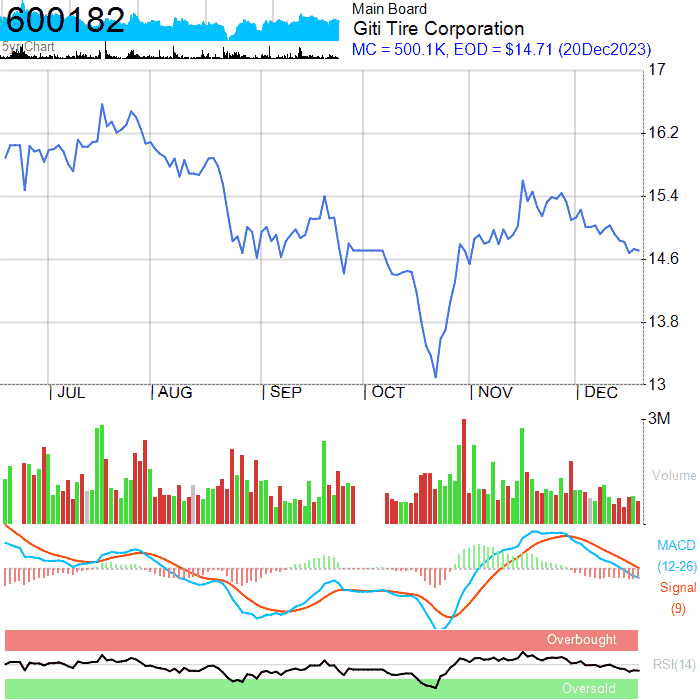 600182
5yr Chart
Main Board
Giti Tire Corporation
MC = 500.1K, EOD = $14.71 (20Dec2023)
17
16.2
15.4
14.6
13.8
13
JUL AUG SEP OCT NOV DEC
3M
Volume
MACD
(12-26)
Signal
(9)
Overbought
RSI(14)
Oversold